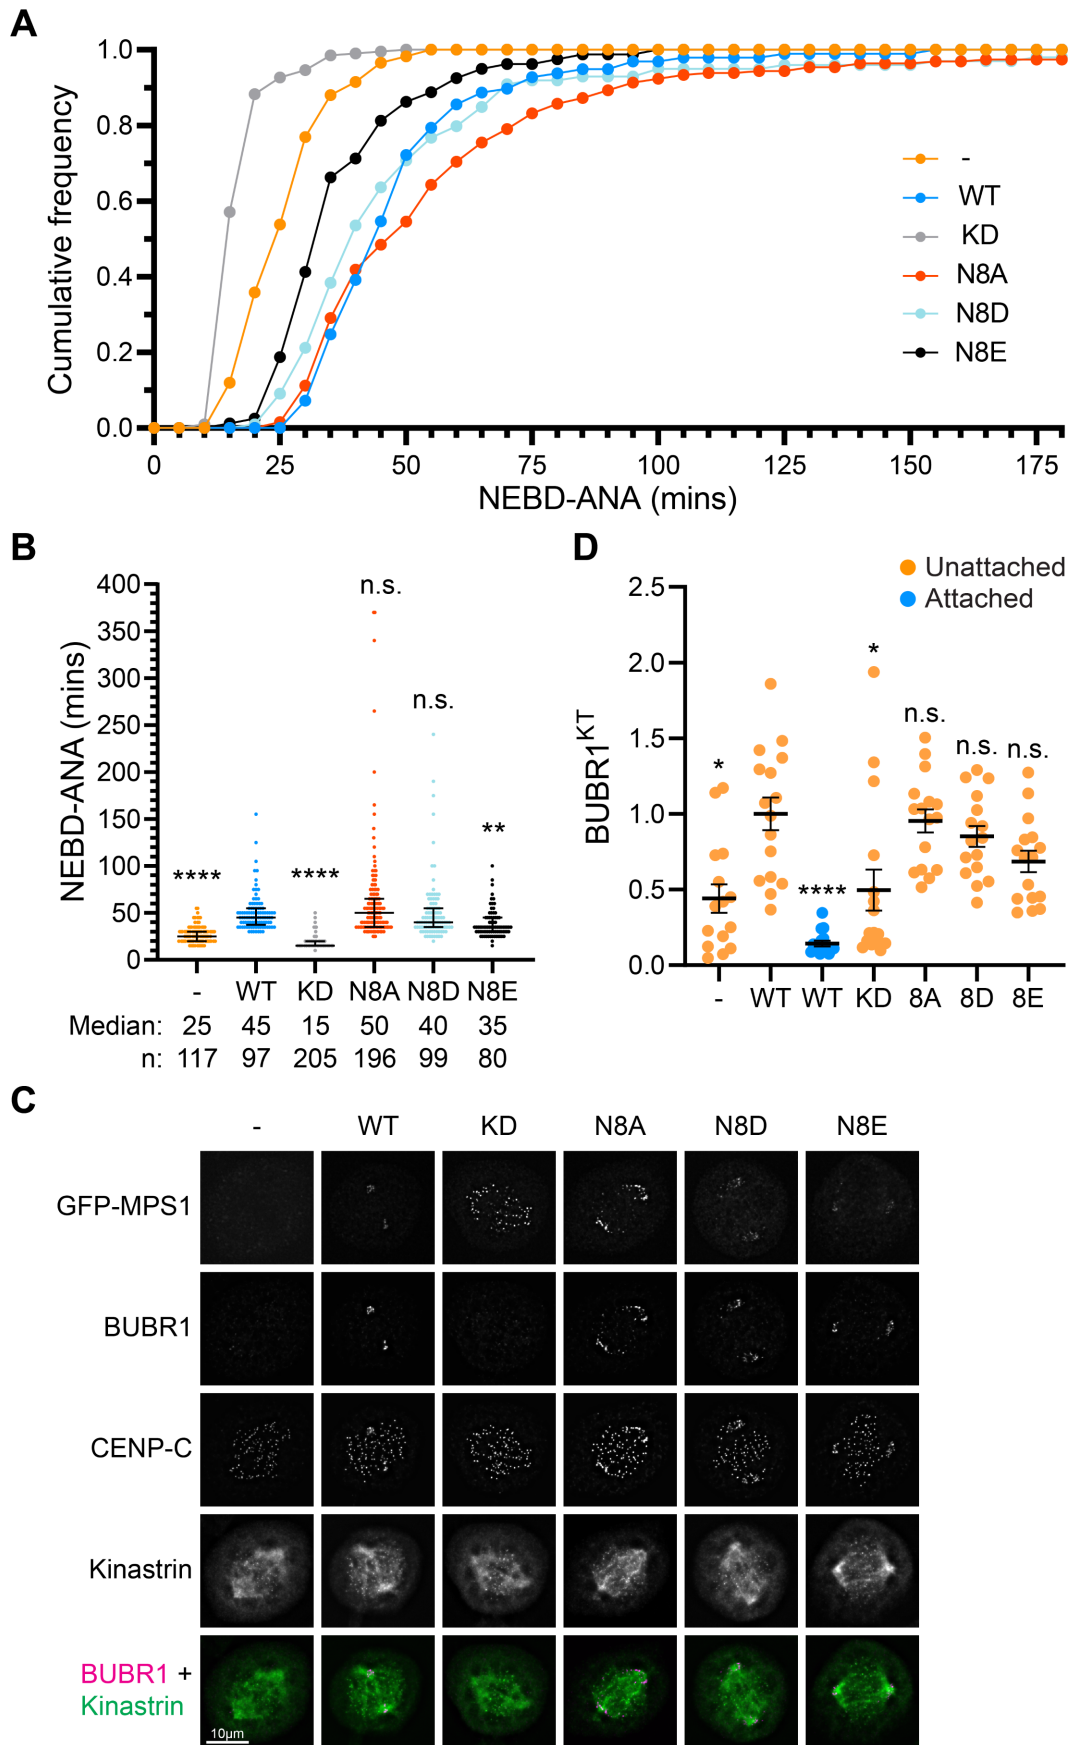 A
1.0
0.8
0.6
0.4
0.2
0.0
Cumulative frequency
0 25 50 75 100 125 150 175
NEBD-ANA (mins)
-
WT
KD
N8A
N8D
N8E
B
400
350
300
250
200
150
100
50
0
NEBD-ANA (mins)
**** **** n.s. n.s. **
- WT KD N8A N8D N8E
Median: 25 45 15 50 40 35
n: 117 97 205 196 99 80
D
Unattached
Attached
2.5
2.0
1.5
1.0
0.5
0.0
BUBR1KT
* **** * n.s. n.s. n.s.
- WT WT KD 8A 8D 8E
C
- WT KD N8A N8D N8E
GFP-MPS1
BUBR1
CENP-C
Kinastrin
BUBR1 +
Kinastrin
10µm